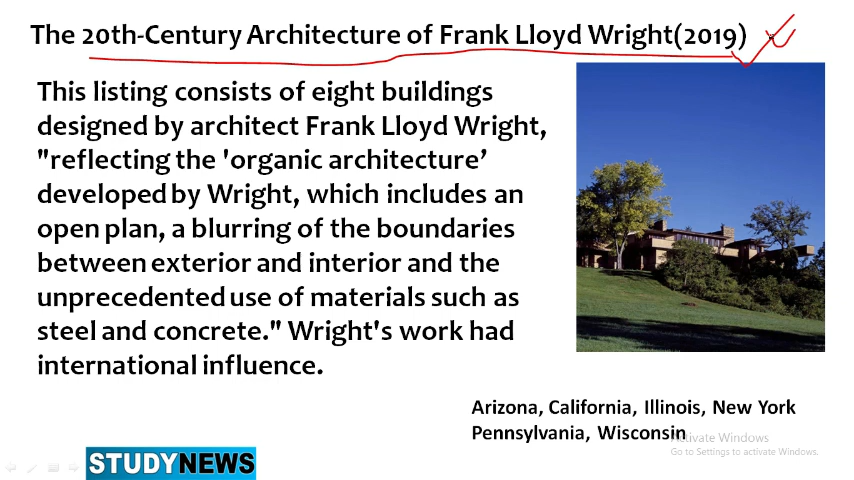 The 20th-Century Architecture of Frank Lloyd Wright(2019)
This listing consists of eight buildings
designed by architect Frank Lloyd Wright,
"reflecting the 'organic architecture’
developed by Wright, which includes an
open plan, a blurring of the boundaries
between exterior and interior and the
unprecedented use of materials such as
steel and concrete." Wright's work had
international influence.
Arizona, California, Illinois, New York
Pennsylvania, Wisconsin
Activate Windows
Go to Settings to activate Windows.
STUDYNEWS